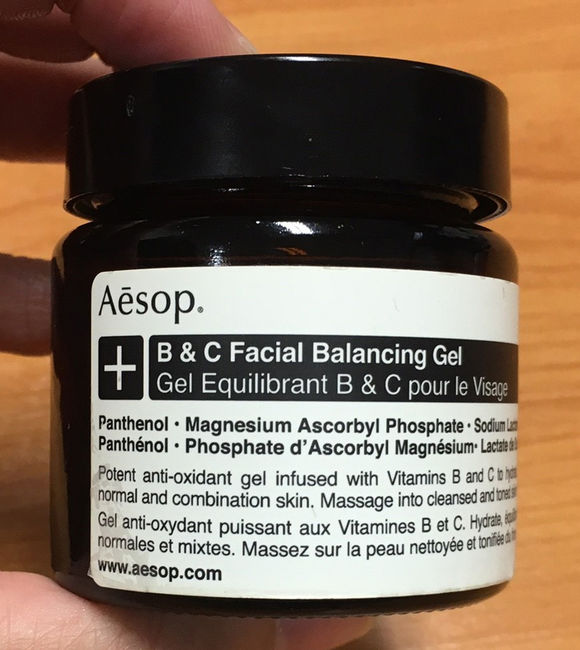 Aēsop.
+
B & C Facial Balancing Gel
Gel Equilibrant B & C pour le Visage
Panthenol · Magnesium Ascorbyl Phosphate · Sodium
Panthénol · Phosphate d'Ascorbyl Magnésium · Lactate de
Potent anti-oxidant gel infused with Vitamins B and C to
normal and combination skin. Massage into cleansed and toned
Gel anti-oxydant puissant aux Vitamines B et C. Hydrate,
normales et mixtes. Massez sur la peau nettoyée et tonifiée du
www.aesop.com